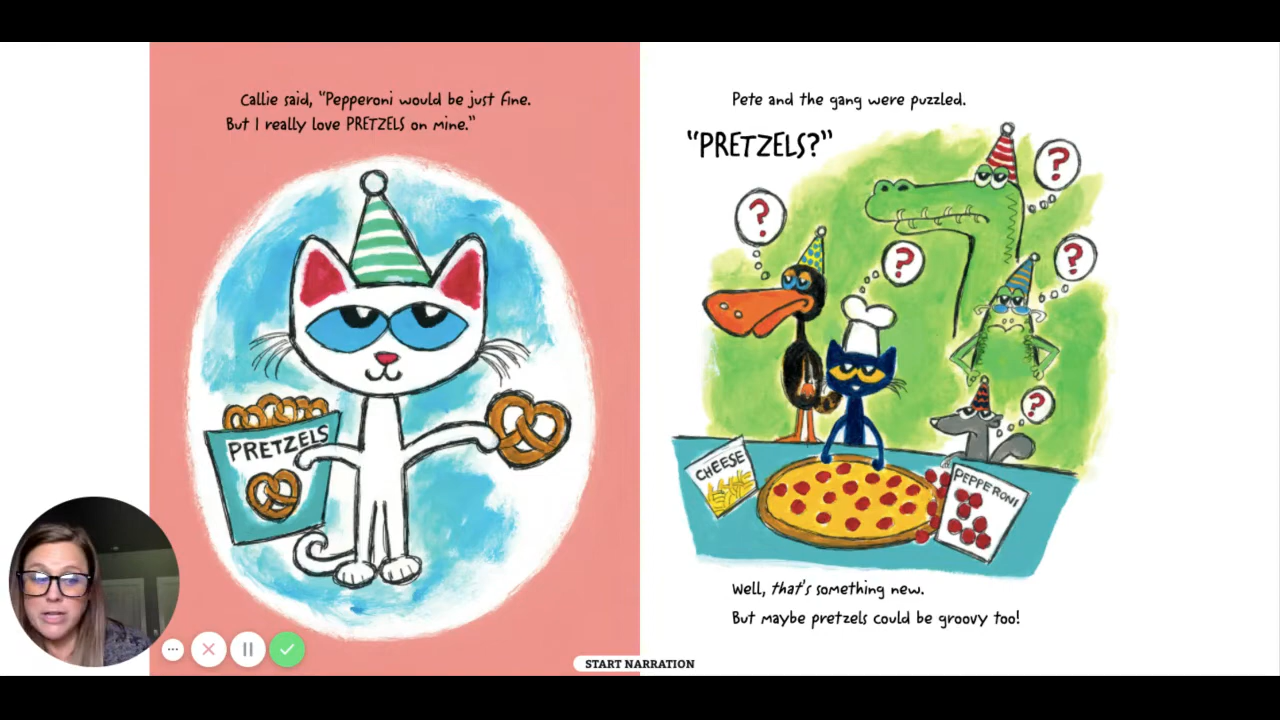 Callie said, “Pepperoni would be just fine.
But I really love PRETZELS on mine.”
PRETZELS
Pete and the gang were puzzled.
“PRETZELS?”
?
?
?
?
?
CHEESE
PEPPERONI
Well, that's something new.
But maybe pretzels could be groovy too!
START NARRATION